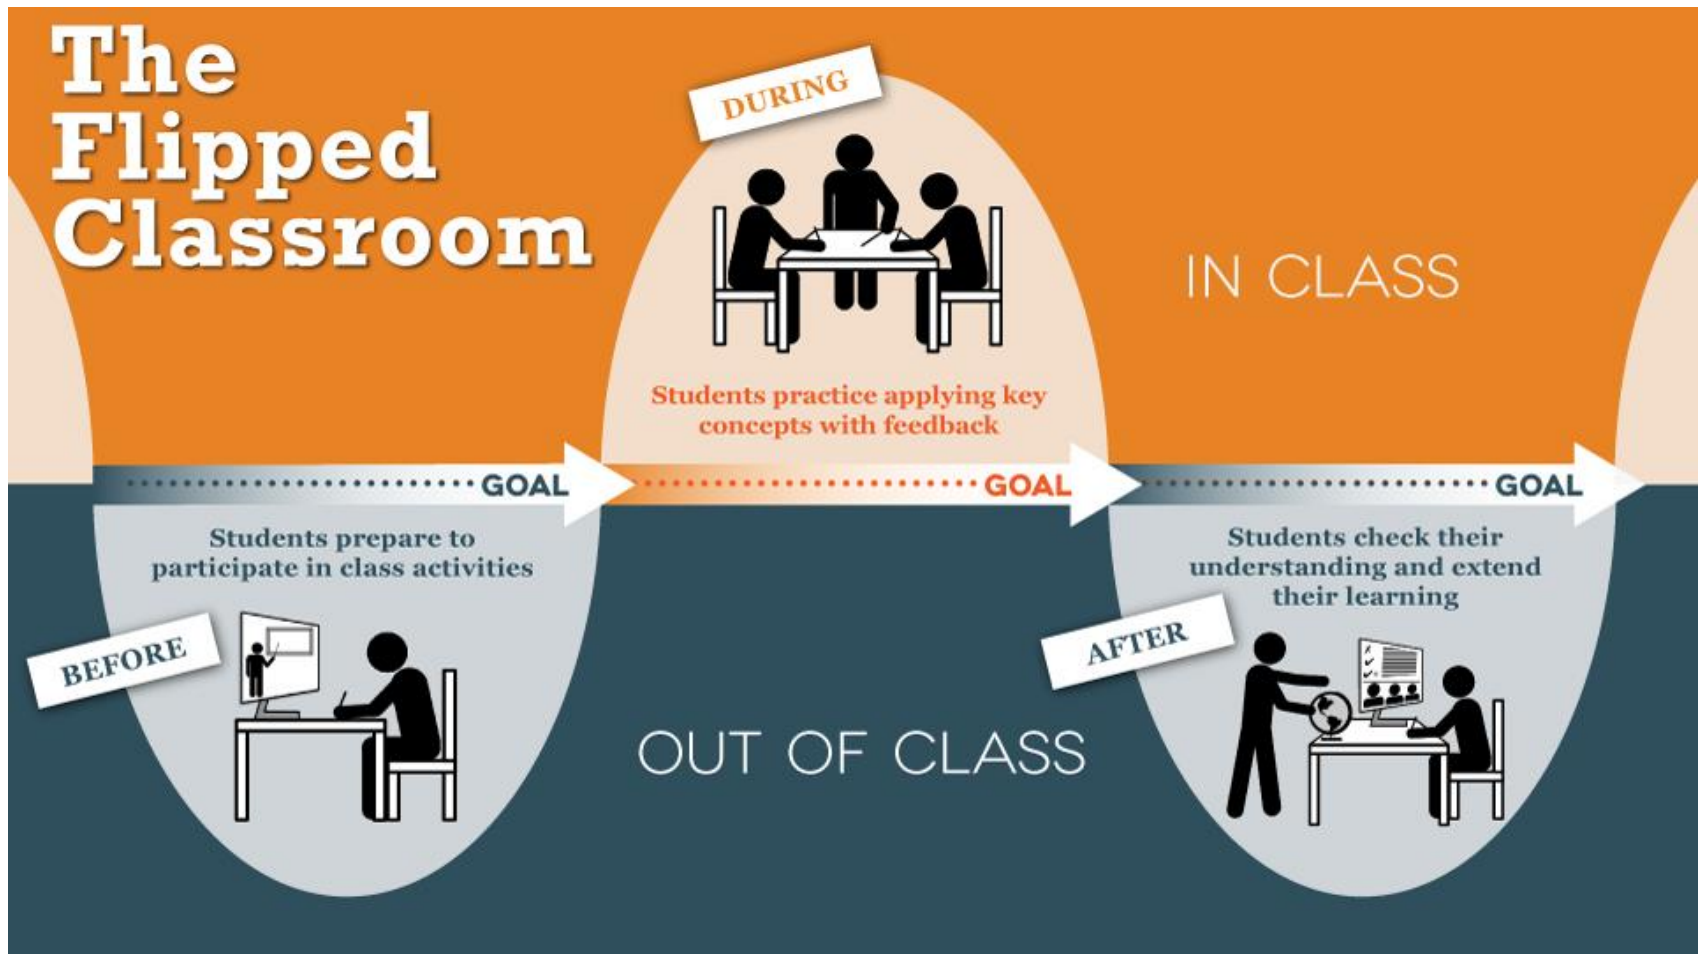 The
Flipped
Classroom
DURING
IN CLASS
Students practice applying key
concepts with feedback
GOAL
GOAL
GOAL
Students prepare to
participate in class activities
BEFORE
OUT OF CLASS
Students check their
understanding and extend
their learning
AFTER